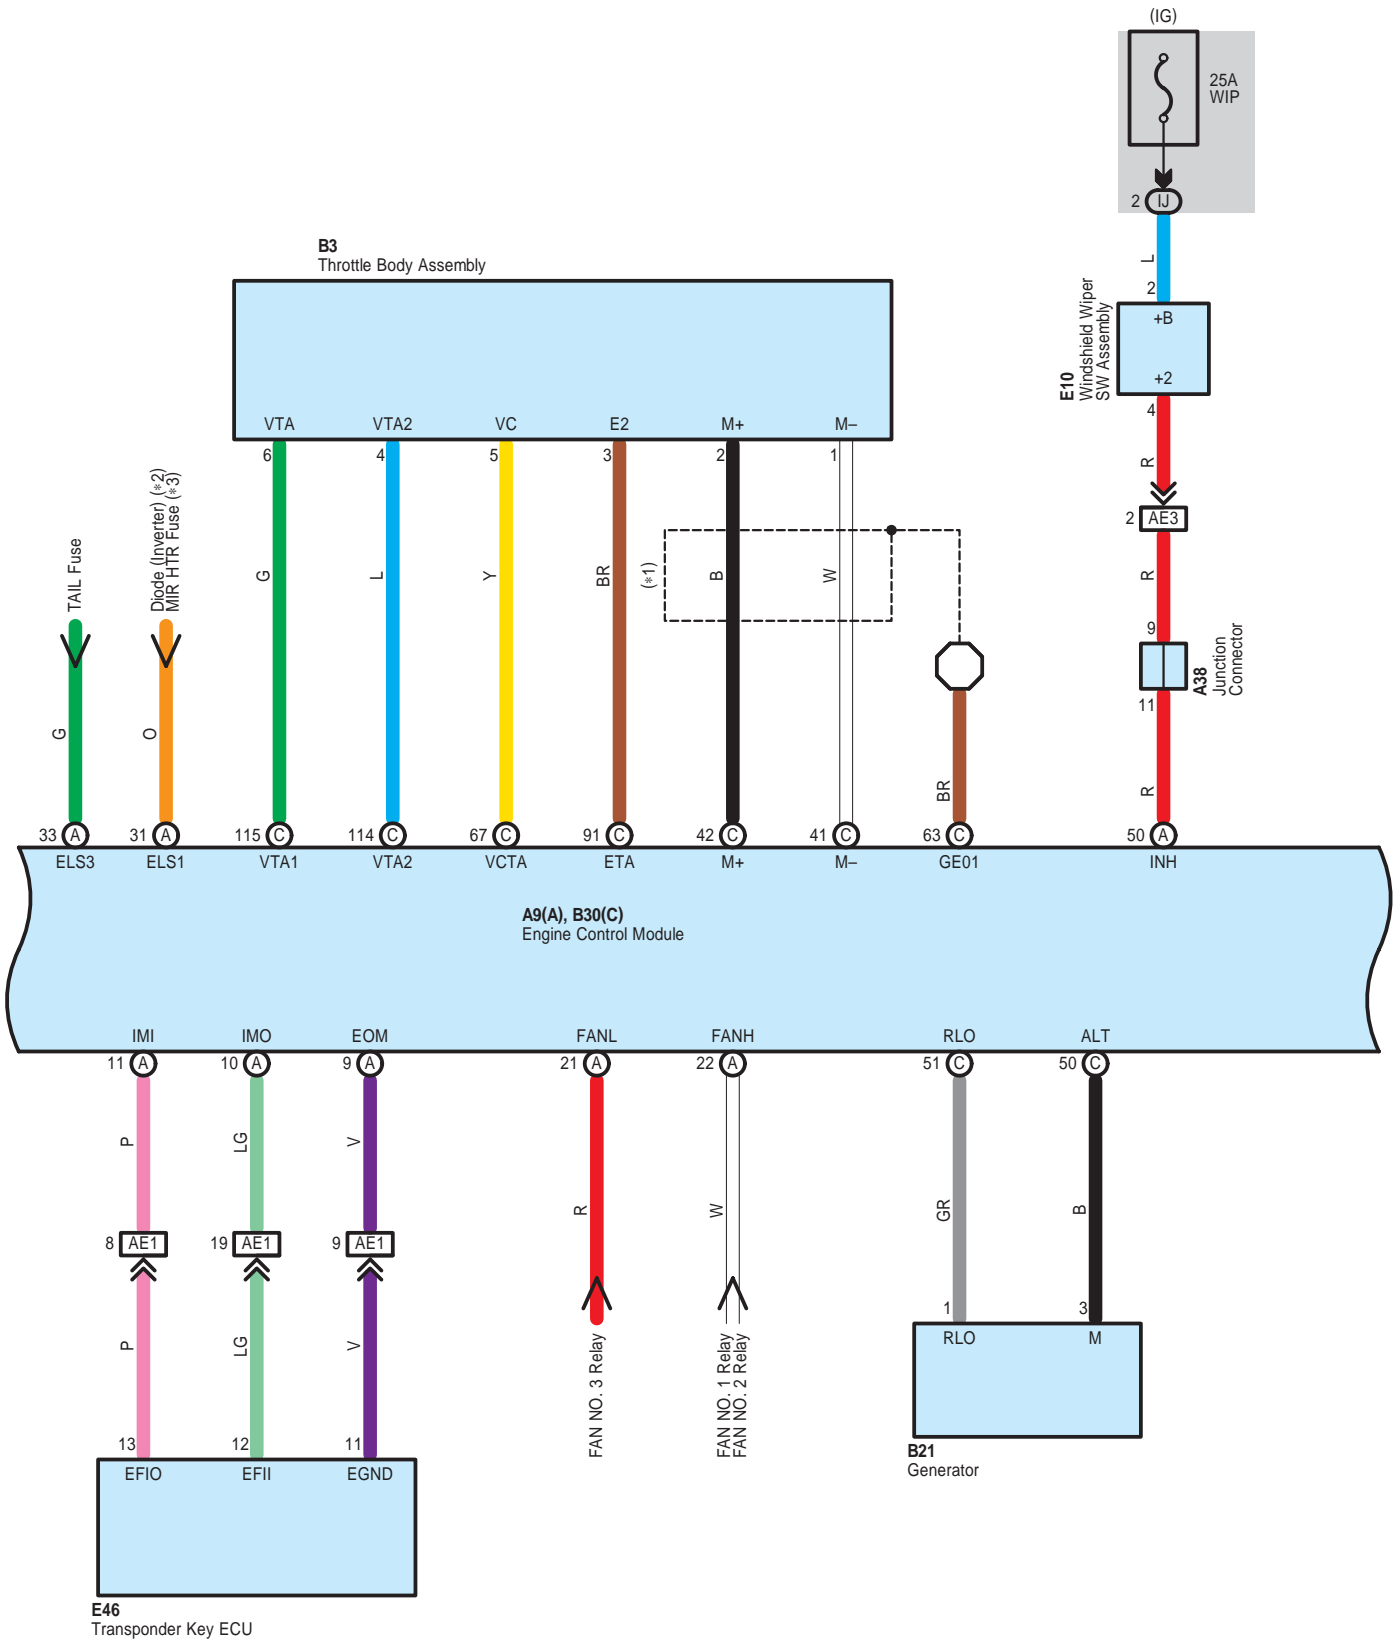 (IG)
25A
WIP
2 IJ
L
2
+B
+2
E10
Windshield Wiper
SW Assembly
4
R
2 AE3
R
9
A38
Junction
Connector
11
R
B3
Throttle Body Assembly
VTA VTA2 VC E2 M+ M–
6 4 5 3 2 1
TAIL Fuse
Diode (Inverter) (*2)
MIR HTR Fuse (*3)
(*1)
G O G L Y BR B W BR
33 A 31 A 115 C 114 C 67 C 91 C 42 C 41 C 63 C 50 A
ELS3 ELS1 VTA1 VTA2 VCTA ETA M+ M– GE01 INH
A9(A), B30(C)
Engine Control Module
IMI IMO EOM FANL FANH RLO ALT
11 A 10 A 9 A 21 A 22 A 51 C 50 C
P LG V R W GR B
8 AE1 19 AE1 9 AE1
P LG V
FAN NO. 3 Relay
FAN NO. 1 Relay
FAN NO. 2 Relay
1 3
RLO M
B21
Generator
13 12 11
EFIO EFII EGND
E46
Transponder Key ECU